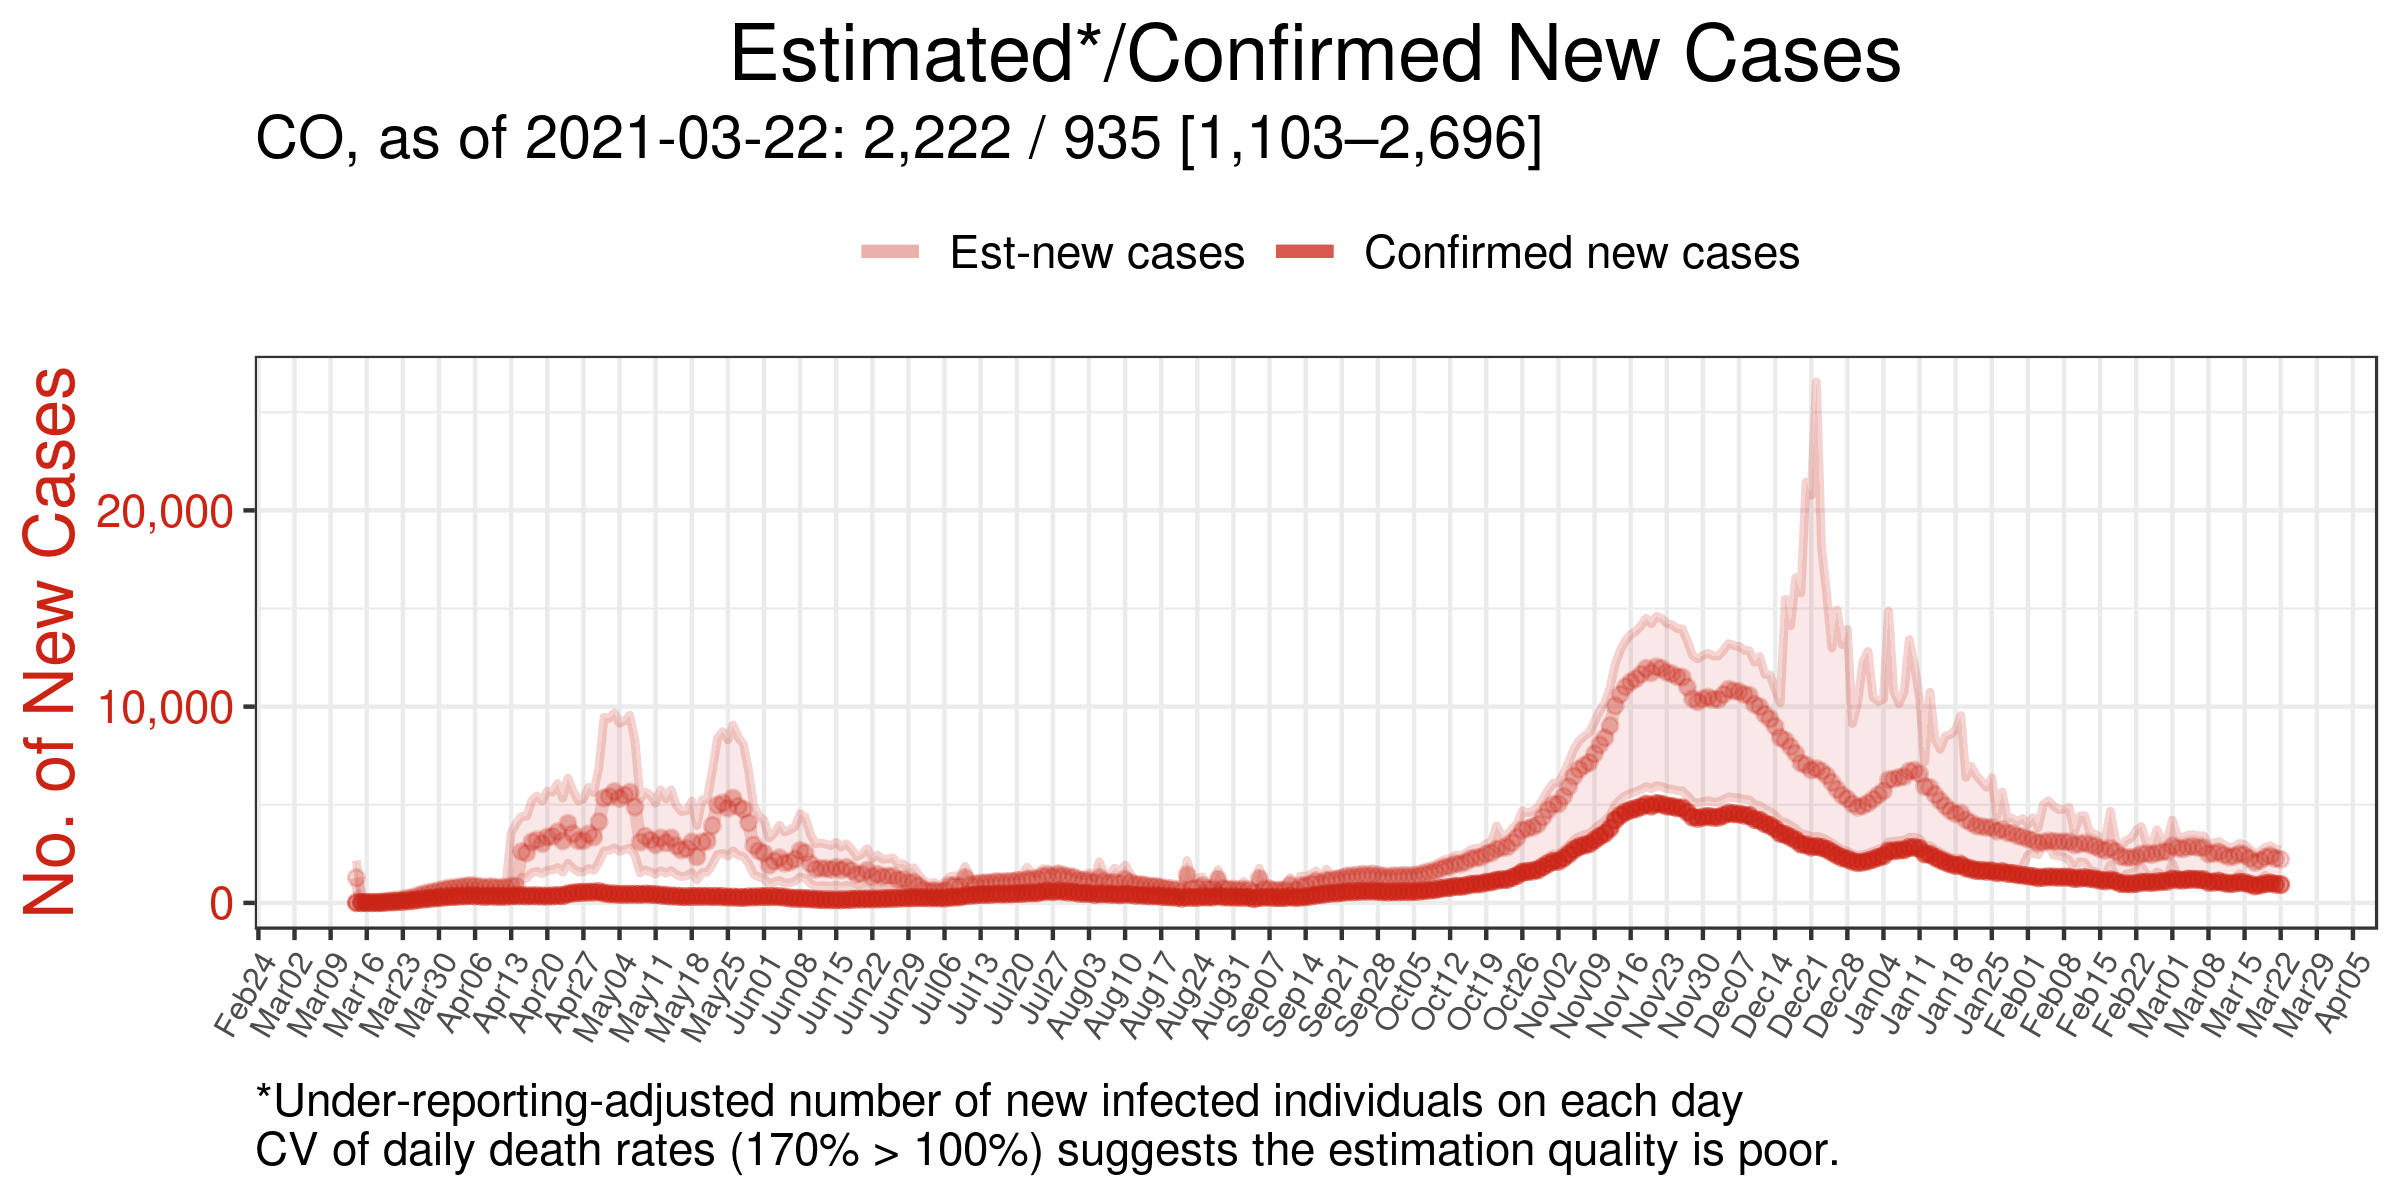 Estimated*/Confirmed New Cases
CO, as of 2021-03-22: 2,222 / 935 [1,103–2,696]
Est-new cases Confirmed new cases
No. of New Cases
20,000
10,000
0
Feb24 Mar02 Mar09 Mar16 Mar23 Mar30 Apr06 Apr13 Apr20 Apr27 May04 May11 May18 May25 Jun01 Jun08 Jun15 Jun22 Jun29 Jul06 Jul13 Jul20 Jul27 Aug03 Aug10 Aug17 Aug24 Aug31 Sep07 Sep14 Sep21 Sep28 Oct05 Oct12 Oct19 Oct26 Nov02 Nov09 Nov16 Nov23 Nov30 Dec07 Dec14 Dec21 Dec28 Jan04 Jan11 Jan18 Jan25 Feb01 Feb08 Feb15 Feb22 Mar01 Mar08 Mar15 Mar22 Mar29 Apr05
*Under-reporting-adjusted number of new infected individuals on each day
CV of daily death rates (170% > 100%) suggests the estimation quality is poor.